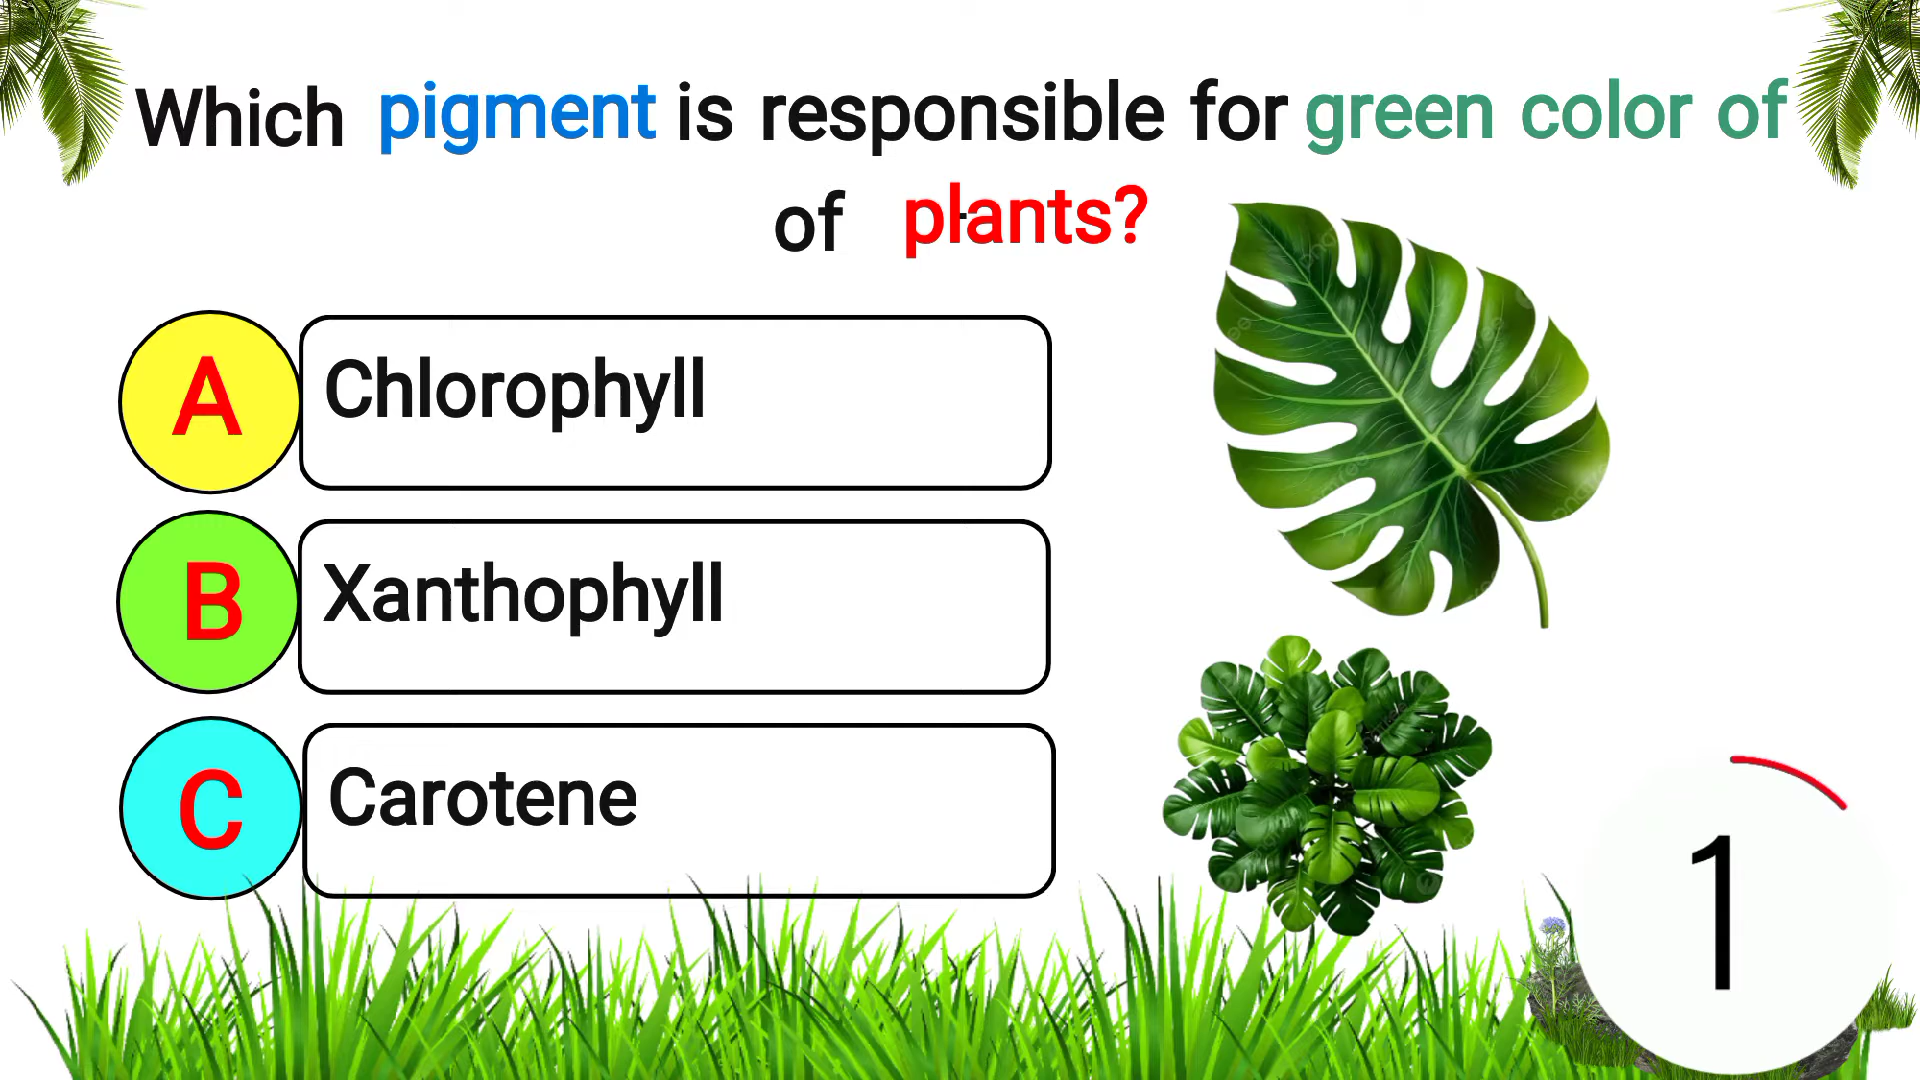 Which pigment is responsible for green color of
of plants?
A Chlorophyll
B Xanthophyll
C Carotene
1